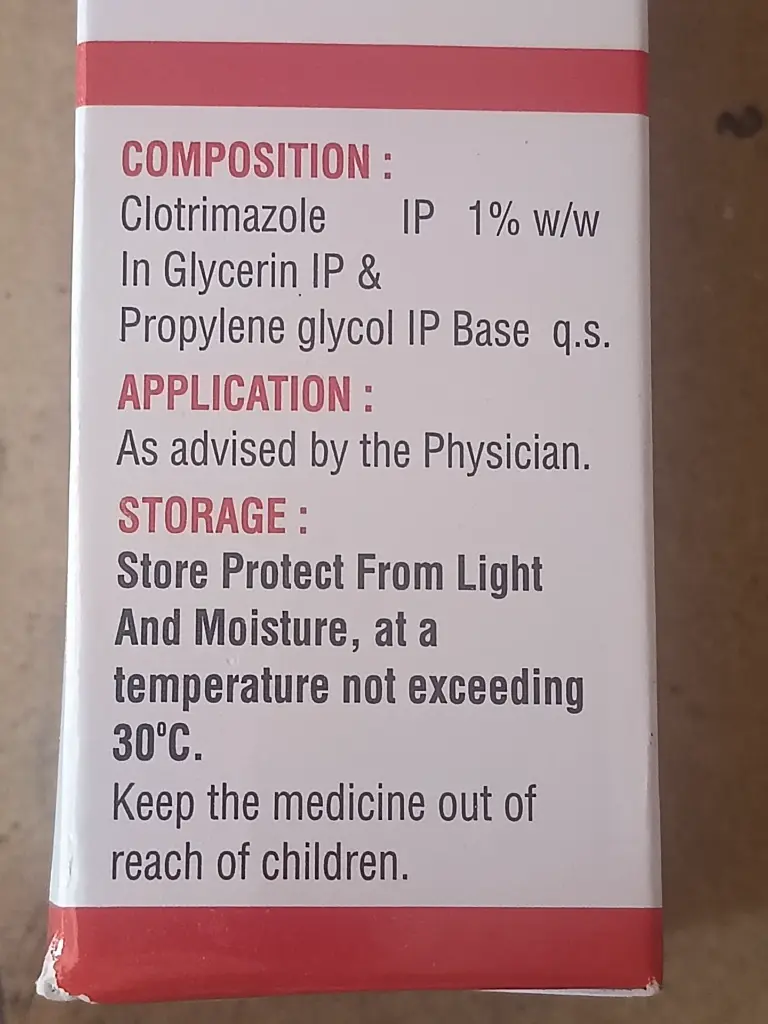 COMPOSITION :
Clotrimazole IP 1% w/w
In Glycerin IP &
Propylene glycol IP Base q.s.
APPLICATION :
As advised by the Physician.
STORAGE :
Store Protect From Light
And Moisture, at a
temperature not exceeding
30⁰C.
Keep the medicine out of
reach of children.